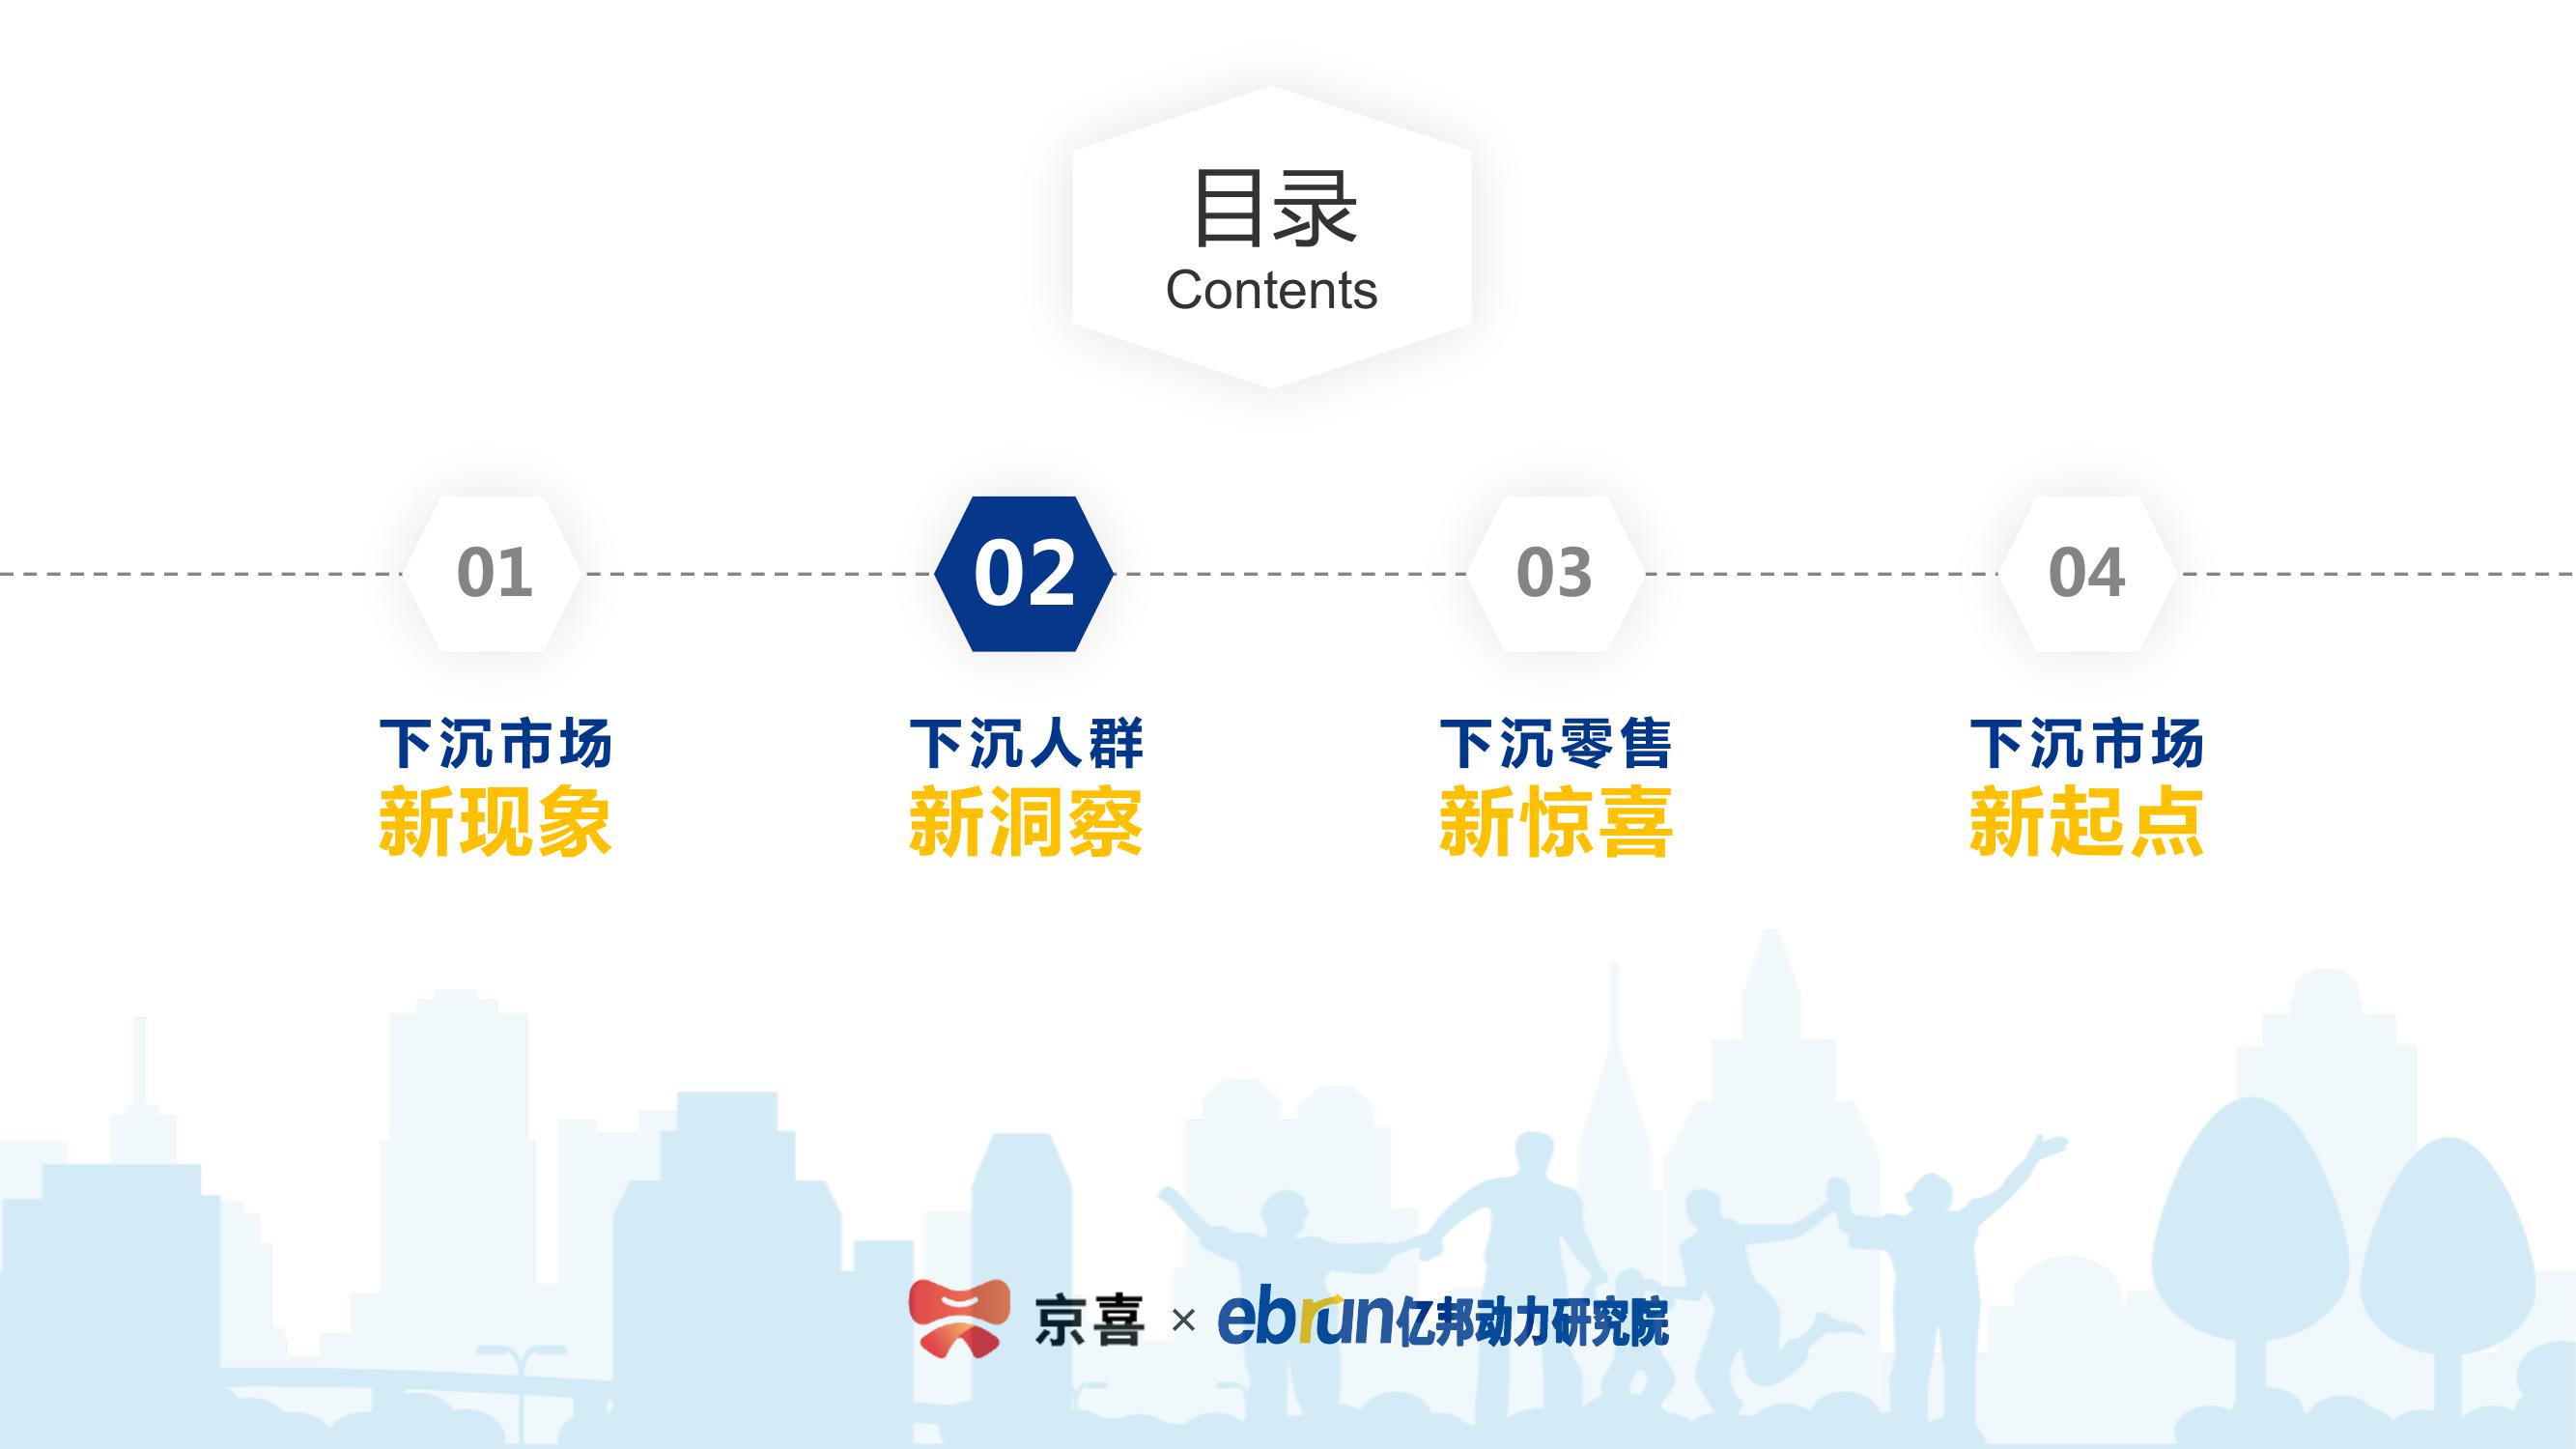 目录
Contents
01
02
03
04
下沉市场
新现象
下沉人群
新洞察
下沉零售
新惊喜
下沉市场
新起点
京喜 × ebrun亿邦动力研究院